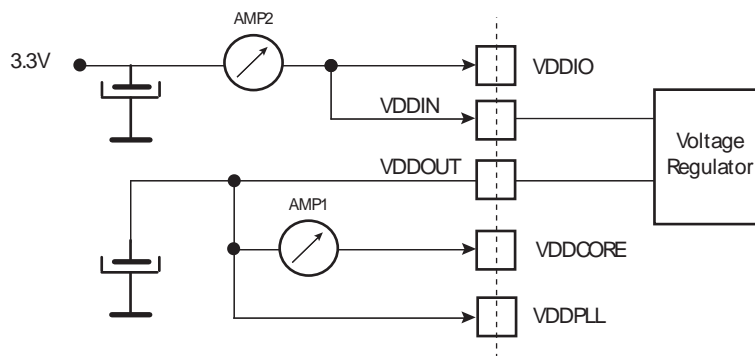 AMP2
3.3V
VDDIO
VDDIN
Voltage
Regulator
VDDOUT
AMP1
VDDCORE
VDDPLL